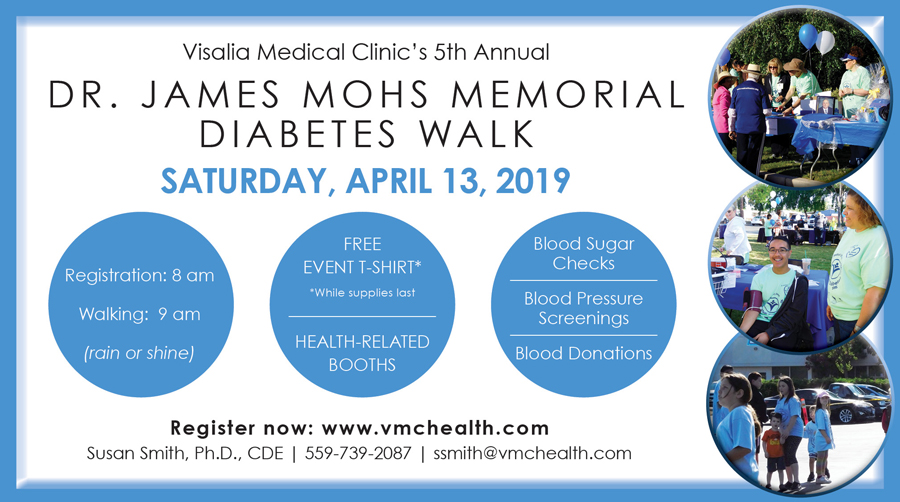 Visalia Medical Clinic's 5th Annual
DR. JAMES MOHS MEMORIAL
DIABETES WALK
SATURDAY, APRIL 13, 2019
Registration: 8 am
Walking: 9 am
(rain or shine)
FREE
EVENT T-SHIRT*
*While supplies last
HEALTH-RELATED
BOOTHS
Blood Sugar
Checks
Blood Pressure
Screenings
Blood Donations
Register now: www.vmchealth.com
Susan Smith, Ph.D., CDE | 559-739-2087 | ssmith@vmchealth.com